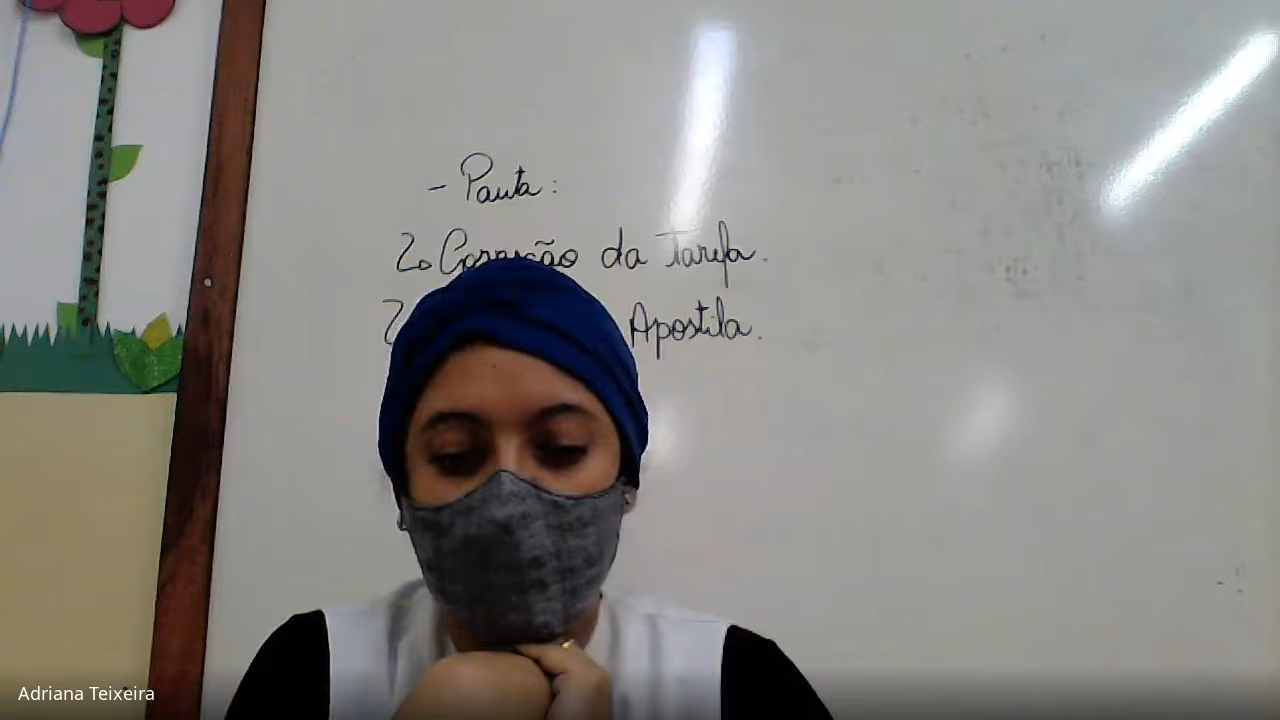 - Pauta:
Correção da Tarefa.
Apostila.
Adriana Teixeira